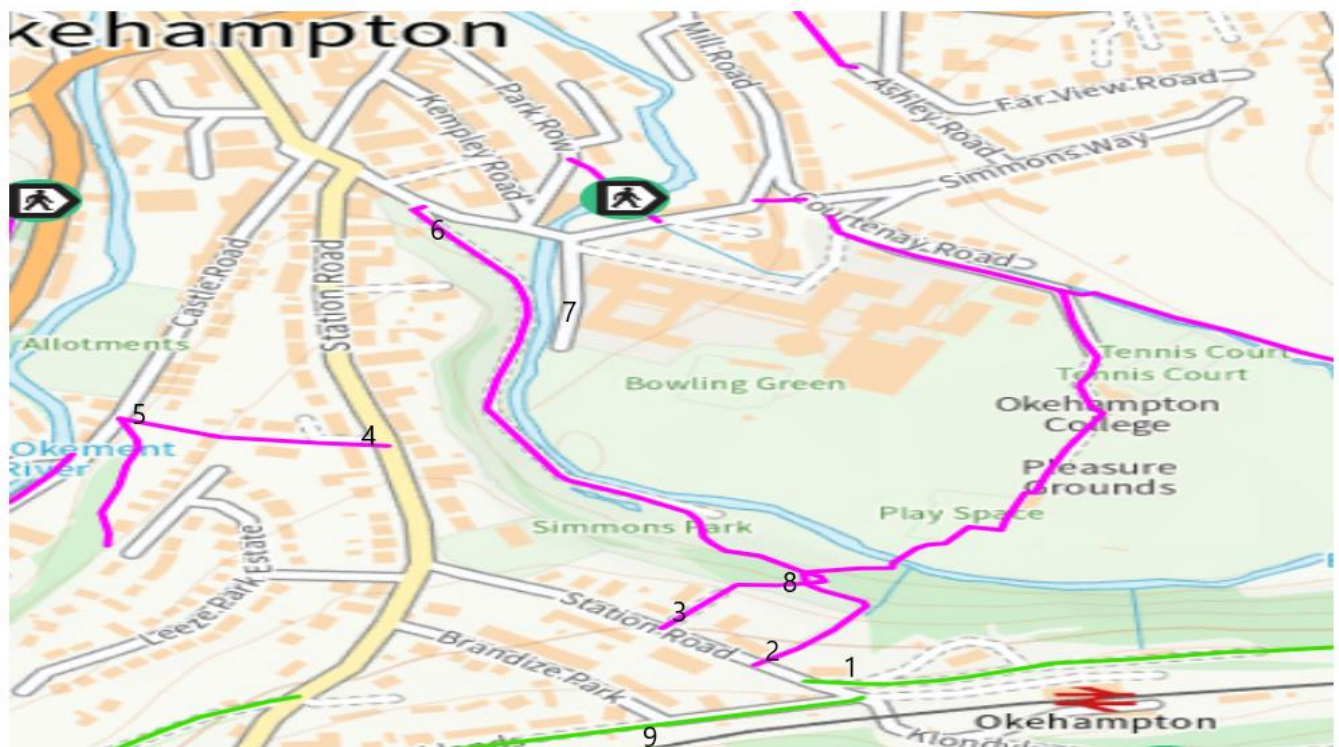 kehampton
Mill Road
Park Row
Kempley Road
Ashley Road
Far View Road
Simmons Way
Courtenay Road
6
Castle Road
Station Road
7
Allotments
Tennis Court
Tennis Court
Bowling Green
Okehampton
College
5
4
Okement
River
Pleasure
Grounds
Play Space
Simmons Park
8
Leeze Park Estate
Station Road
3
2
1
Brandize Park
Okehampton
9